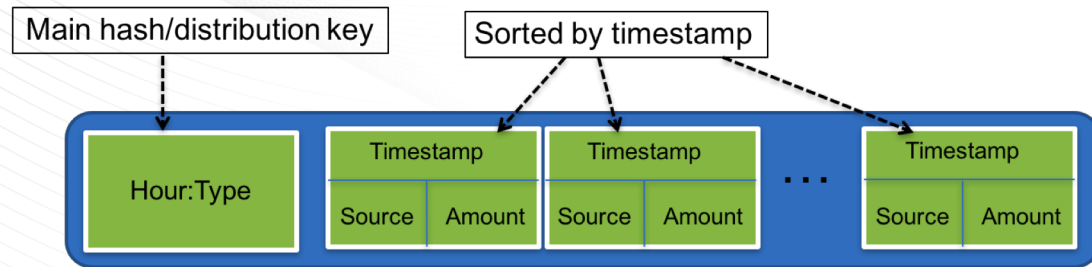 Main hash/distribution key
Sorted by timestamp
Hour:Type
Timestamp
Source Amount
Timestamp
Source Amount
...
Timestamp
Source Amount